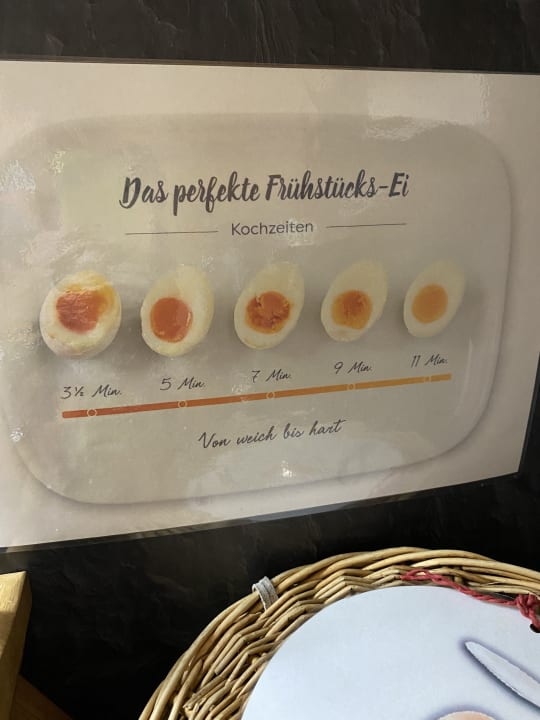 Das perfekte Frühstücks-Ei
Kochzeiten
3½ Min. 5 Min. 7 Min. 9 Min. 11 Min.
Von weich bis hart